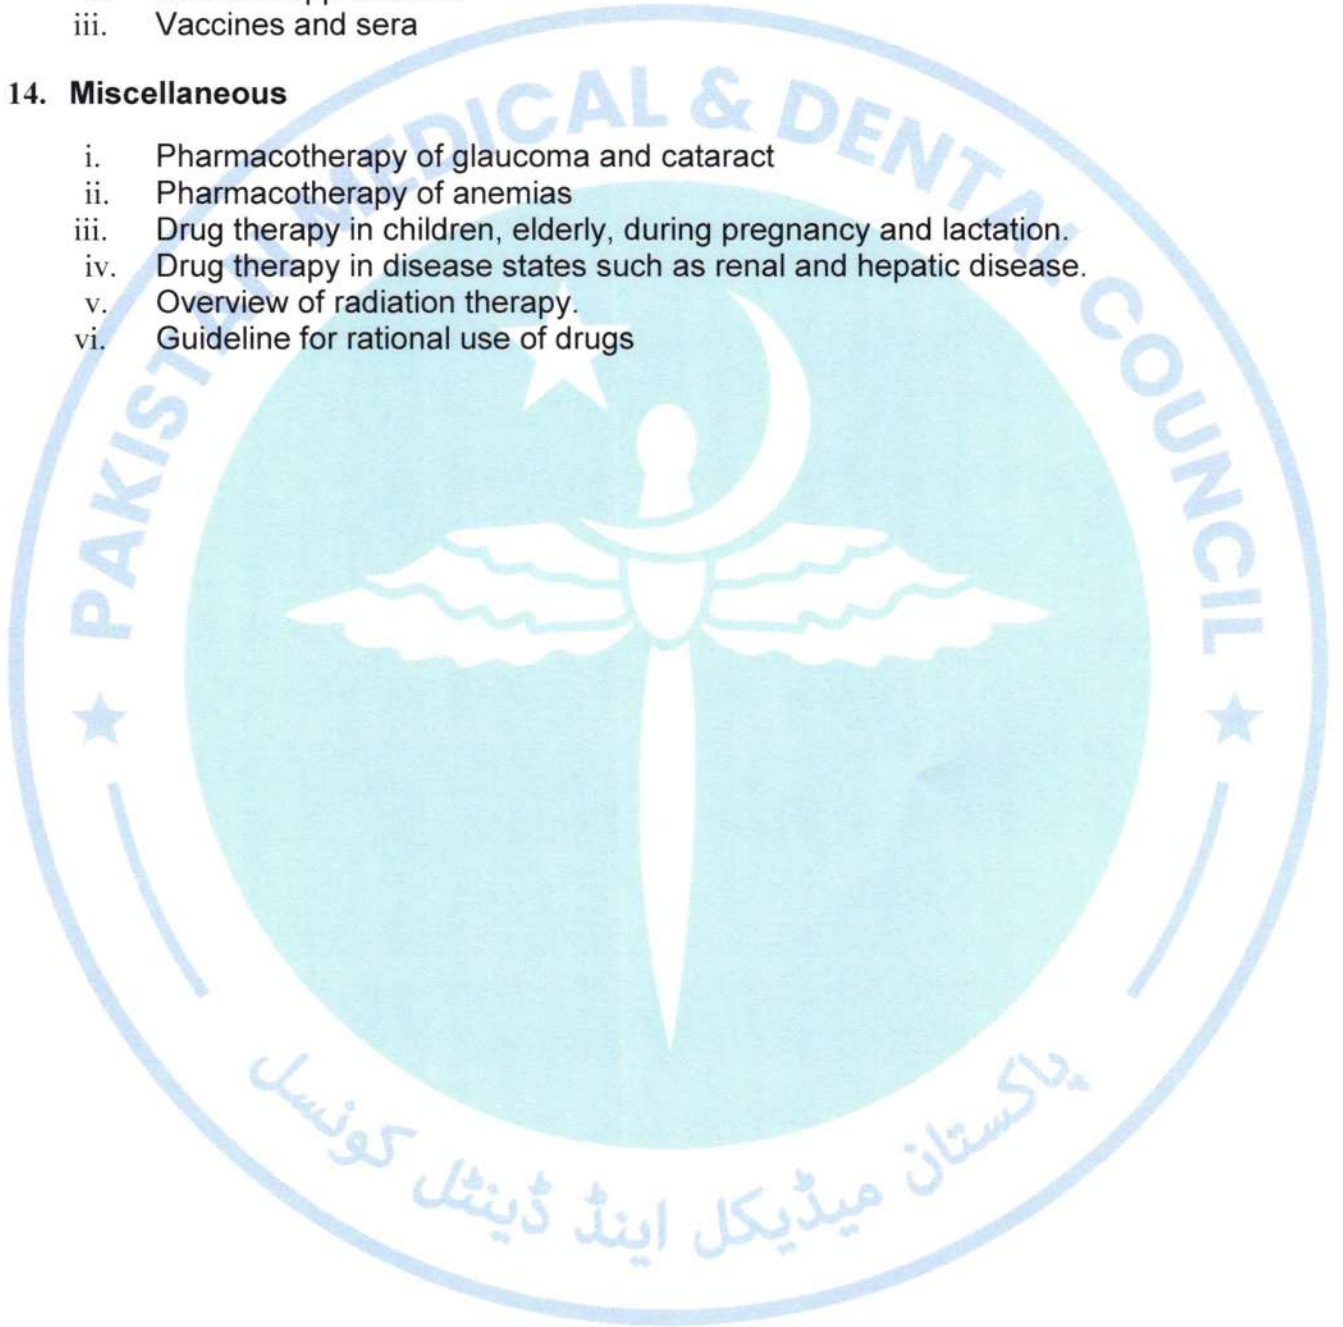 iii. Vaccines and sera
14. Miscellaneous
i. Pharmacotherapy of glaucoma and cataract
ii. Pharmacotherapy of anemias
iii. Drug therapy in children, elderly, during pregnancy and lactation.
iv. Drug therapy in disease states such as renal and hepatic disease.
v. Overview of radiation therapy.
vi. Guideline for rational use of drugs
PAKISTAN MEDICAL & DENTAL COUNCIL
پاکستان میڈیکل اینڈ ڈینٹل کونسل